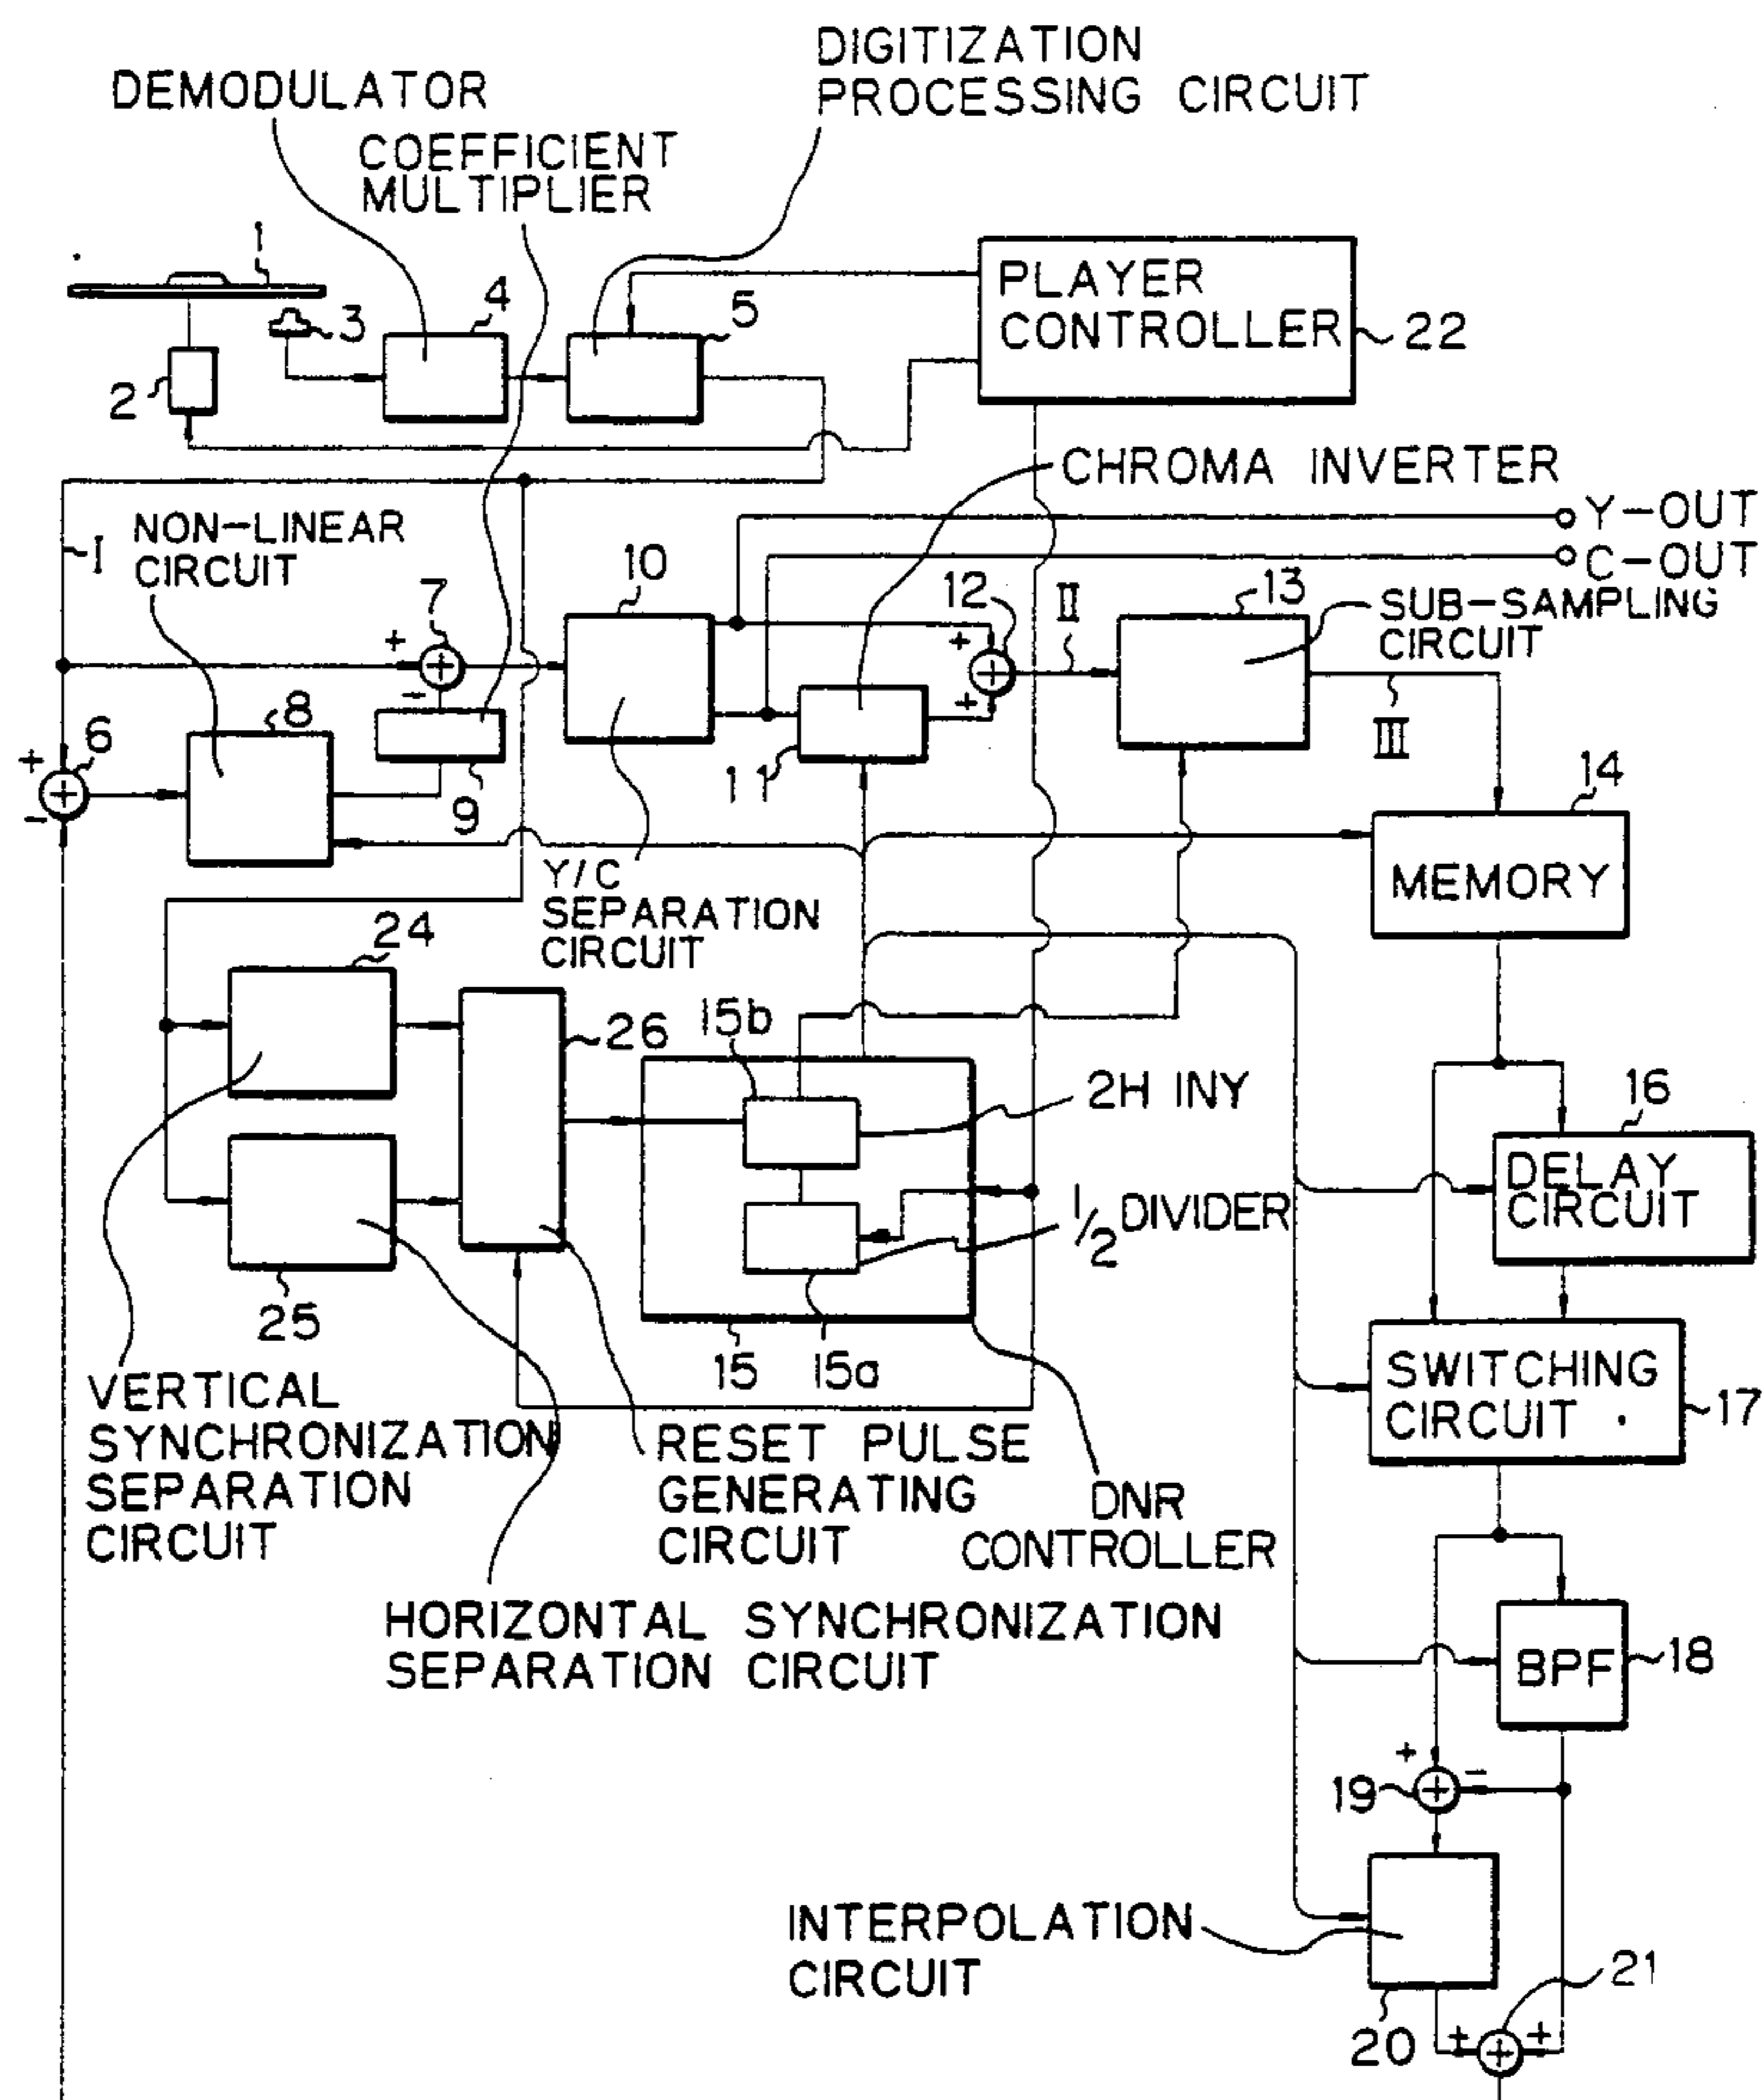 DIGITIZATION
PROCESSING CIRCUIT
DEMODULATOR
COEFFICIENT
MULTIPLIER
1
3
4
5
2
PLAYER
CONTROLLER
22
CHROMA INVERTER
Y-OUT
C-OUT
I
NON-LINEAR
CIRCUIT
7
10
12
II
13
SUB-SAMPLING
CIRCUIT
+
-
+
+
III
6
+
-
8
9
11
14
MEMORY
Y/C
SEPARATION
CIRCUIT
24
26
15b
2H INY
16
DELAY
CIRCUIT
1/2 DIVIDER
25
15
15a
SWITCHING
CIRCUIT
17
VERTICAL
SYNCHRONIZATION
SEPARATION
CIRCUIT
RESET PULSE
GENERATING
CIRCUIT
DNR
CONTROLLER
HORIZONTAL SYNCHRONIZATION
SEPARATION CIRCUIT
BPF
18
+
-
19
INTERPOLATION
CIRCUIT
20
21
+
+